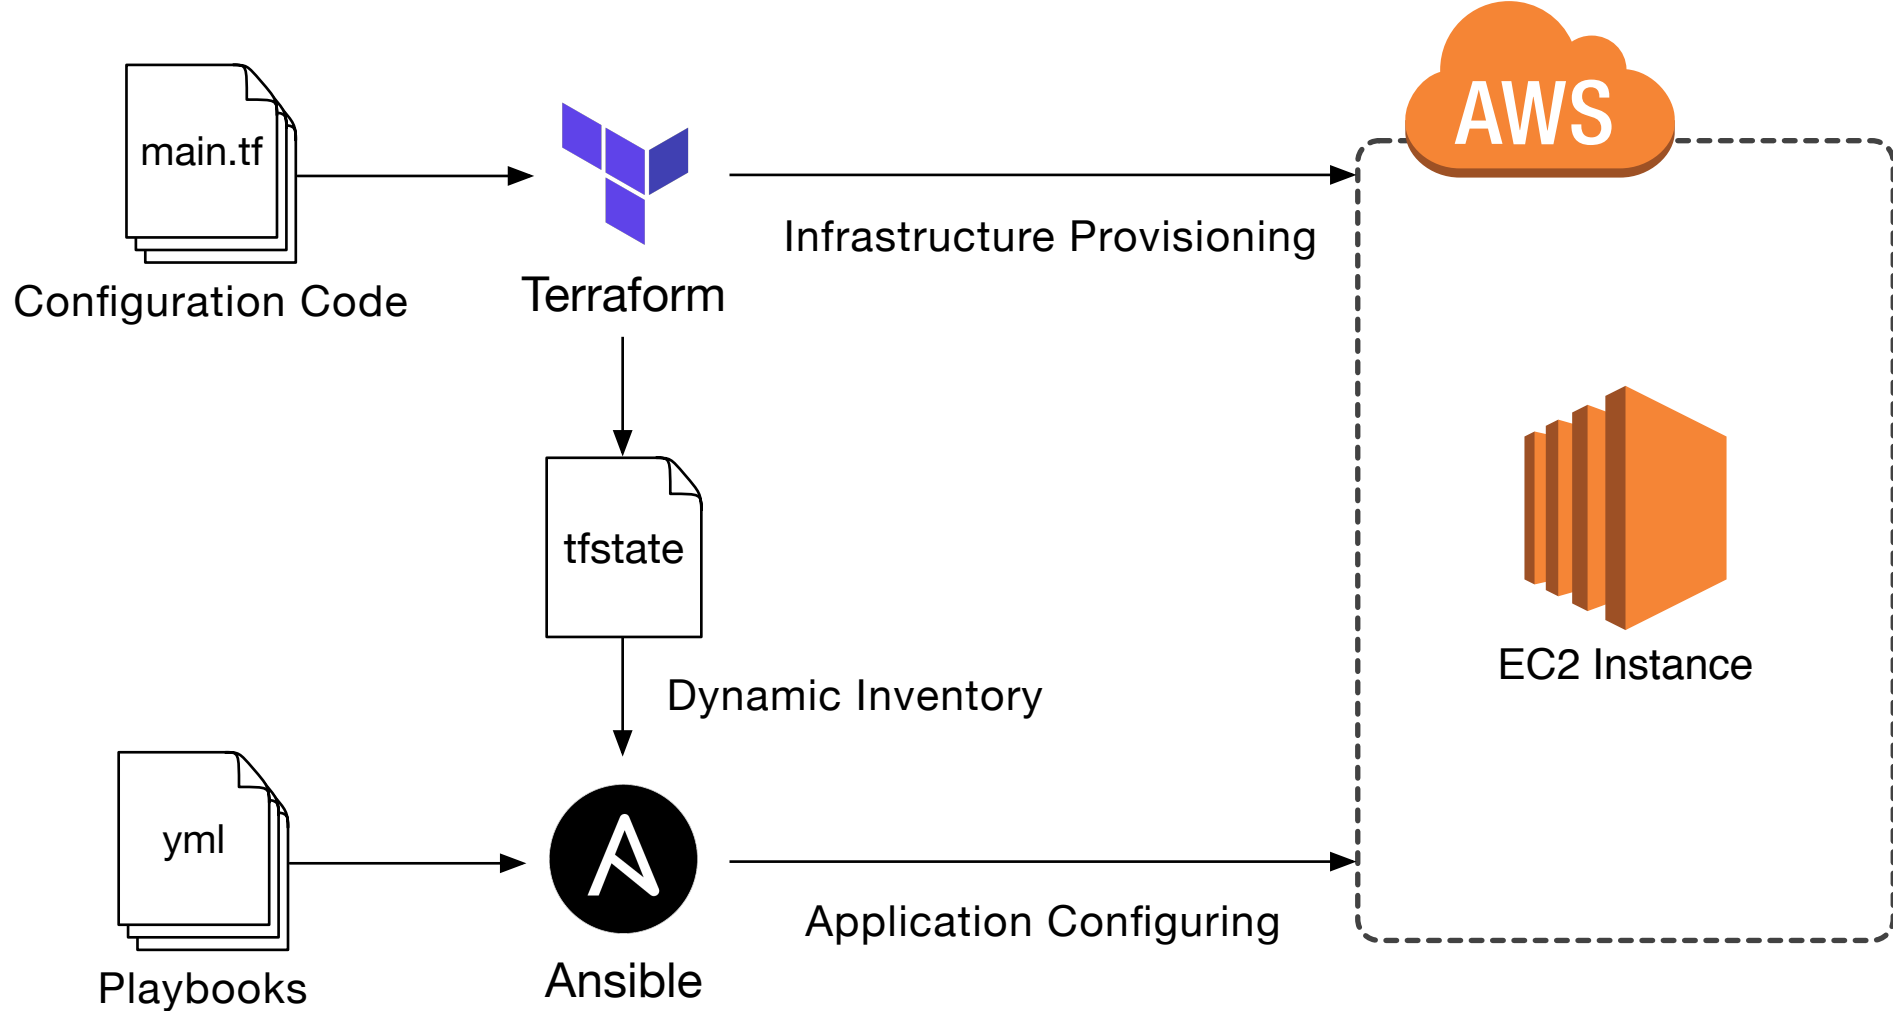 AWS
main.tf
Infrastructure Provisioning
Configuration Code
Terraform
tfstate
EC2 Instance
Dynamic Inventory
yml
Application Configuring
Playbooks
Ansible